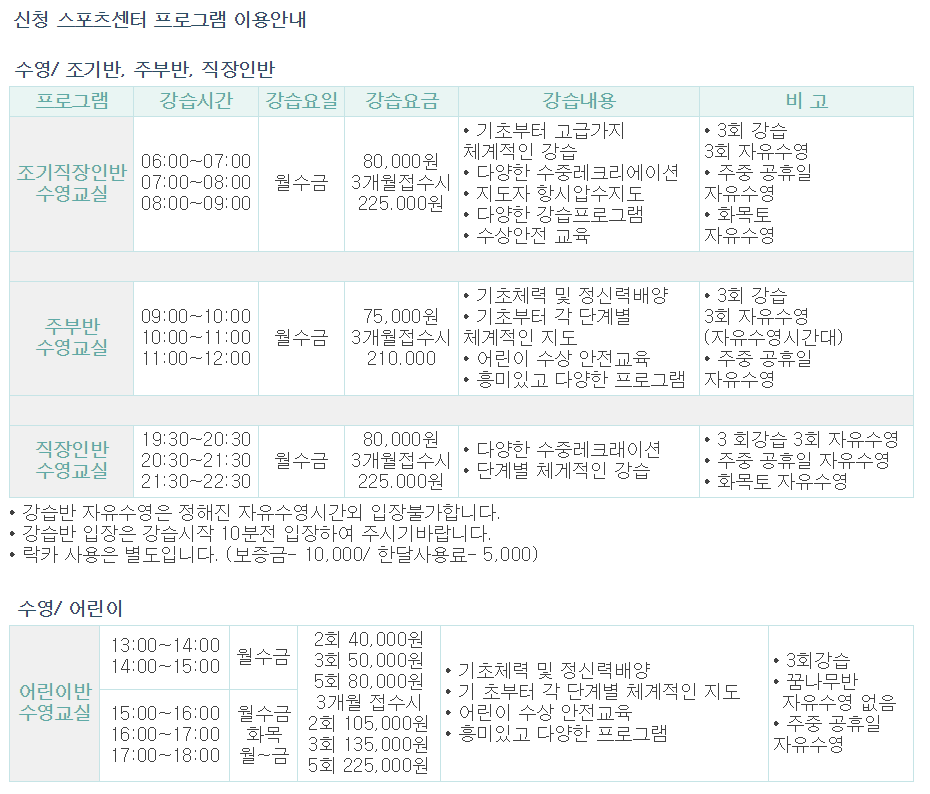 신청 스포츠센터 프로그램 이용안내
수영/ 조기반, 주부반, 직장인반
프로그램 강습시간 강습요일 강습요금 강습내용 비 고
조기직장인반
수영교실
06:00~07:00
07:00~08:00
08:00~09:00
월수금
80,000원
3개월접수시
225.000원
• 기초부터 고급가지
체계적인 강습
• 다양한 수중레크리에이션
• 지도자 항시압수지도
• 다양한 강습프로그램
• 수상안전 교육
• 3회 강습
3회 자유수영
• 주중 공휴일
자유수영
• 화목토
자유수영
주부반
수영교실
09:00~10:00
10:00~11:00
11:00~12:00
월수금
75,000원
3개월접수시
210.000
• 기초체력 및 정신력배양
• 기초부터 각 단계별
체계적인 지도
• 어린이 수상 안전교육
• 흥미있고 다양한 프로그램
• 3회 강습
3회 자유수영
(자유수영시간대)
• 주중 공휴일
자유수영
직장인반
수영교실
19:30~20:30
20:30~21:30
21:30~22:30
월수금
80,000원
3개월접수시
225.000원
• 다양한 수중레크래이션
• 단계별 체게적인 강습
• 3 회강습 3회 자유수영
• 주중 공휴일 자유수영
• 화목토 자유수영
• 강습반 자유수영은 정해진 자유수영시간외 입장불가합니다.
• 강습반 입장은 강습시작 10분전 입장하여 주시기바랍니다.
• 락카 사용은 별도입니다. (보증금- 10,000/ 한달사용료- 5,000)
수영/ 어린이
어린이반
수영교실
13:00~14:00
14:00~15:00
월수금
15:00~16:00
16:00~17:00
17:00~18:00
월수금
화목
월~금
2회 40,000원
3회 50,000원
5회 80,000원
3개월 접수시
2회 105,000원
3회 135,000원
5회 225,000원
• 기초체력 및 정신력배양
• 기 초부터 각 단계별 체계적인 지도
• 어린이 수상 안전교육
• 흥미있고 다양한 프로그램
• 3회강습
• 꿈나무반
자유수영 없음
• 주중 공휴일
자유수영